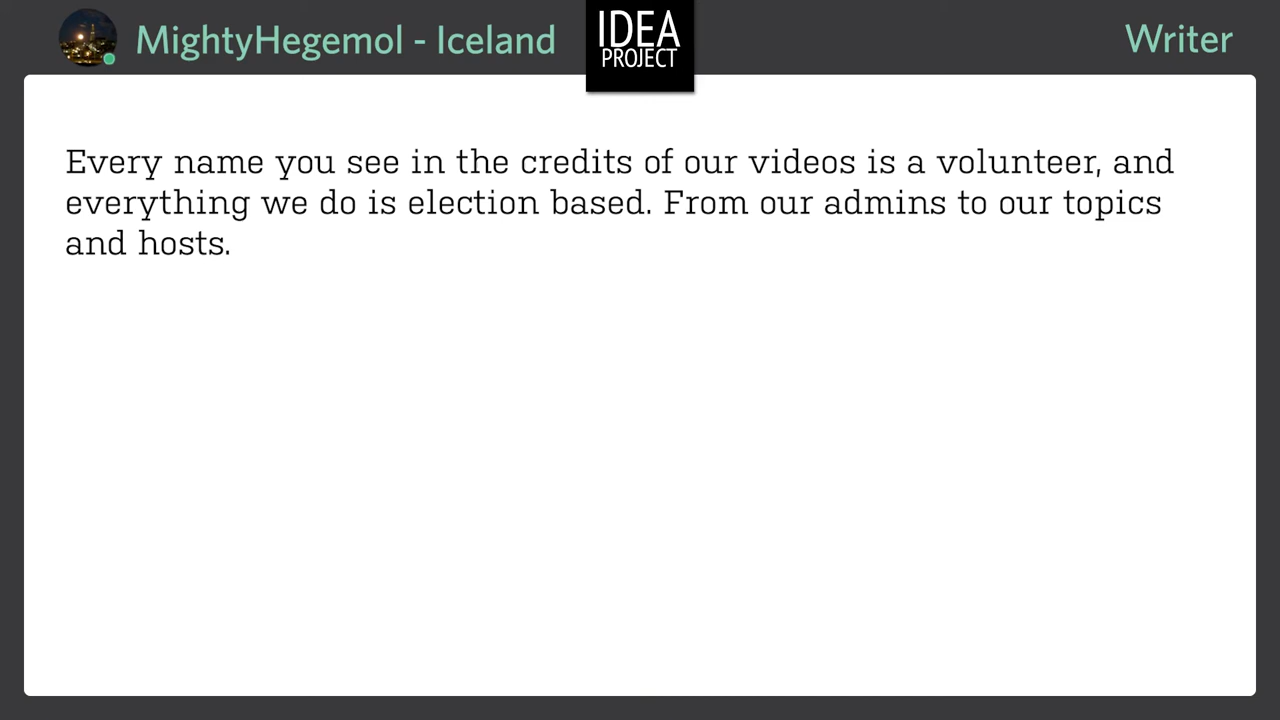 MightyHegemol - Iceland
IDEA
PROJECT
Writer
Every name you see in the credits of our videos is a volunteer, and
everything we do is election based. From our admins to our topics
and hosts.